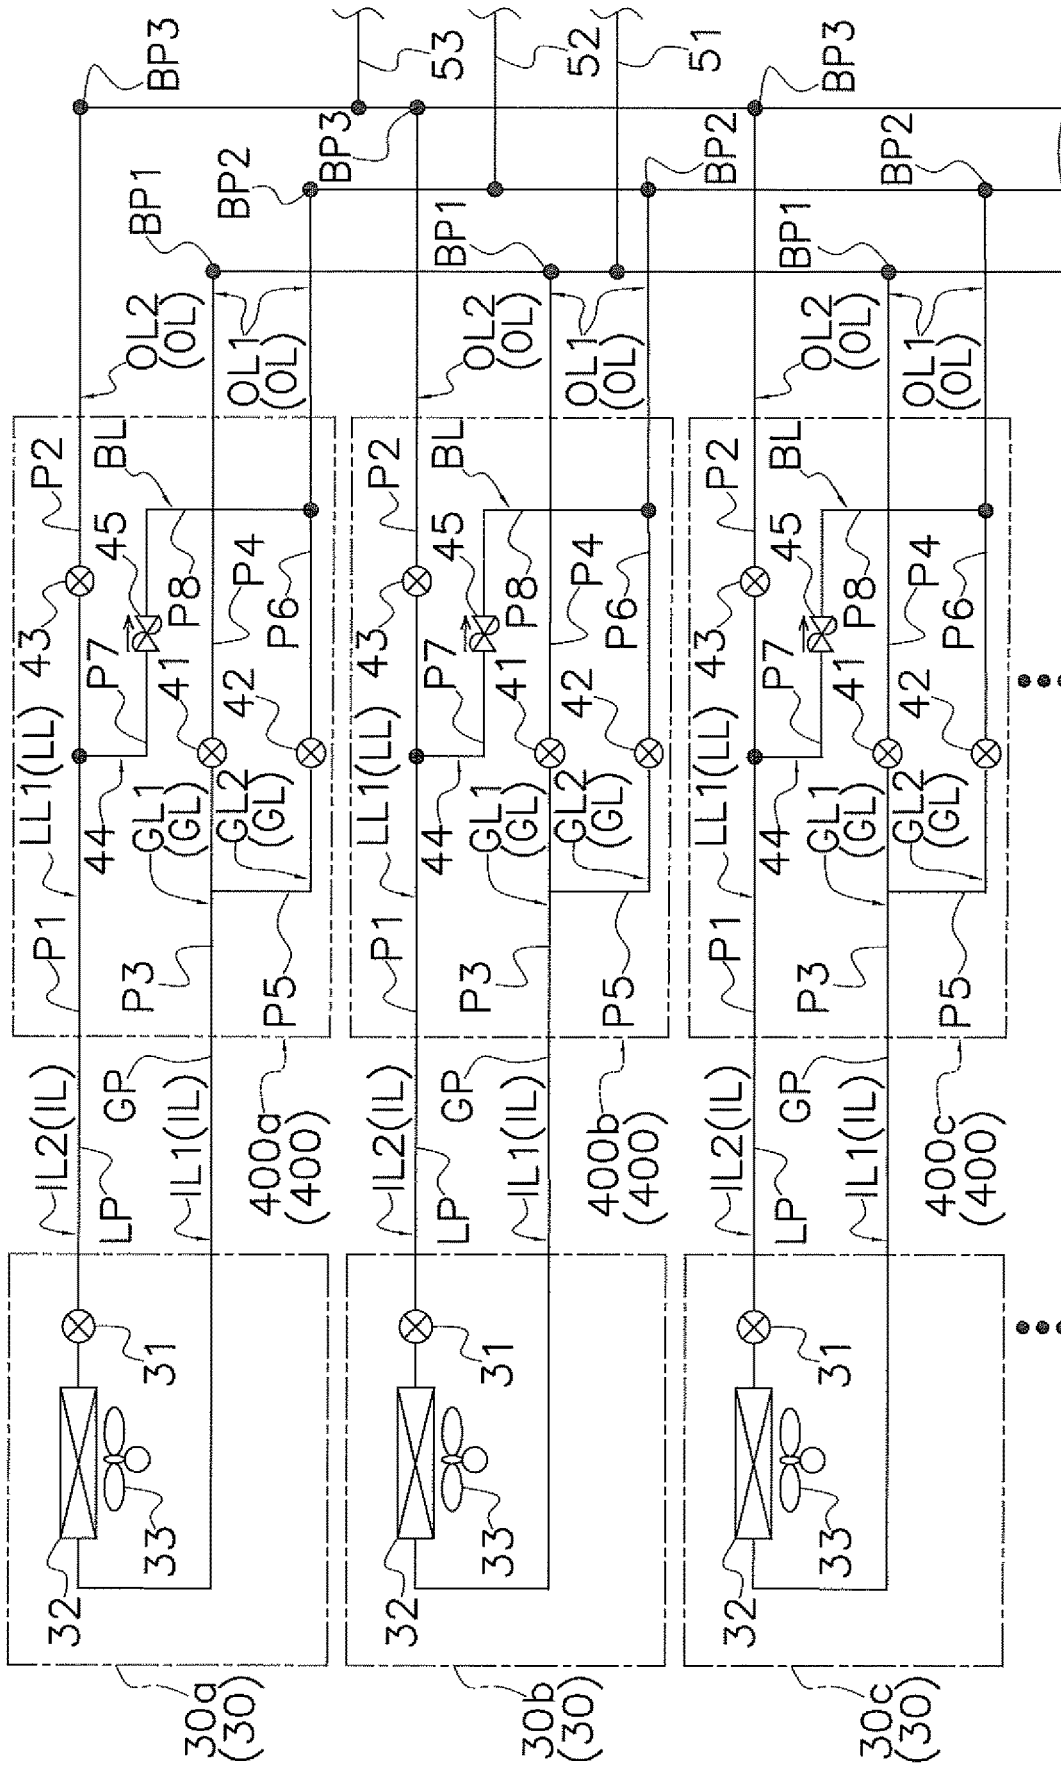 BP3
53
52
51
BP3
BP3
BP2
BP2
BP2
BP1
BP1
BP1
OL2
(OL)
OL1
(OL)
OL2
(OL)
OL1
(OL)
OL2
(OL)
OL1
(OL)
P2
BL
43
45
P8
P4
P6
P7
41
42
LL1(LL)
44
GL1
(GL)
GL2
(GL)
P1
P3
P5
P2
BL
43
45
P8
P4
P6
P7
41
42
LL1(LL)
44
GL1
(GL)
GL2
(GL)
P1
P3
P5
P2
BL
43
45
P8
P4
P6
P7
41
42
LL1(LL)
44
GL1
(GL)
GL2
(GL)
P1
P3
P5
IL2(IL)
LP
GP
IL1(IL)
400a
(400)
IL2(IL)
LP
GP
IL1(IL)
400b
(400)
IL2(IL)
LP
GP
IL1(IL)
400c
(400)
31
33
32
30a
(30)
31
33
32
30b
(30)
31
33
32
30c
(30)